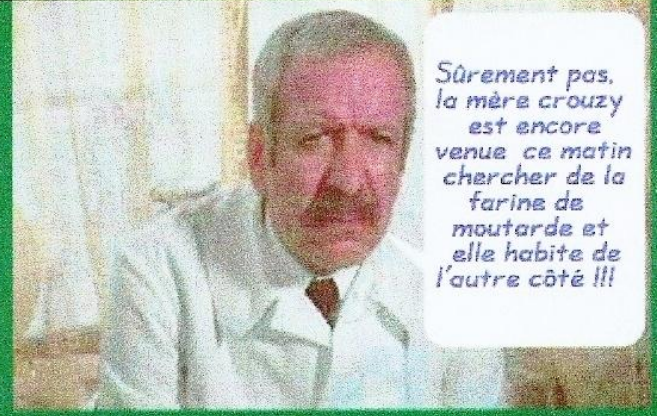 Sûrement pas,
la mère crouzy
est encore
venue ce matin
chercher de la
farine de
moutarde et
elle habite de
l'autre côté !!!